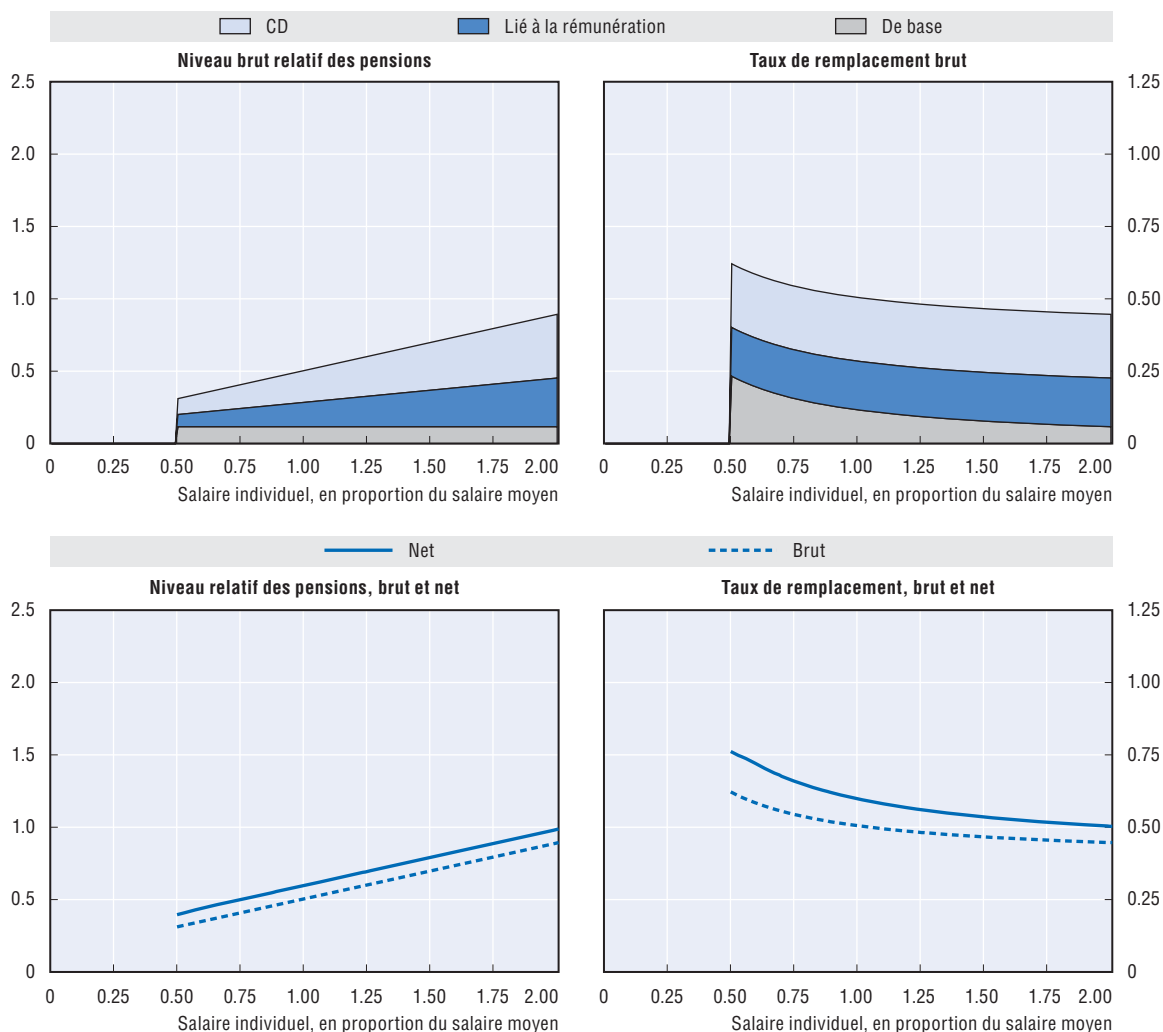 CD Lié à la rémunération De base
Niveau brut relatif des pensions
Taux de remplacement brut
2.5
2.0
1.5
1.0
0.5
0
0 0.25 0.50 0.75 1.00 1.25 1.50 1.75 2.00
Salaire individuel, en proportion du salaire moyen
1.25
1.00
0.75
0.50
0.25
0
0 0.25 0.50 0.75 1.00 1.25 1.50 1.75 2.00
Salaire individuel, en proportion du salaire moyen
Net Brut
Niveau relatif des pensions, brut et net
Taux de remplacement, brut et net
2.5
2.0
1.5
1.0
0.5
0
0 0.25 0.50 0.75 1.00 1.25 1.50 1.75 2.00
Salaire individuel, en proportion du salaire moyen
1.25
1.00
0.75
0.50
0.25
0
0 0.25 0.50 0.75 1.00 1.25 1.50 1.75 2.00
Salaire individuel, en proportion du salaire moyen